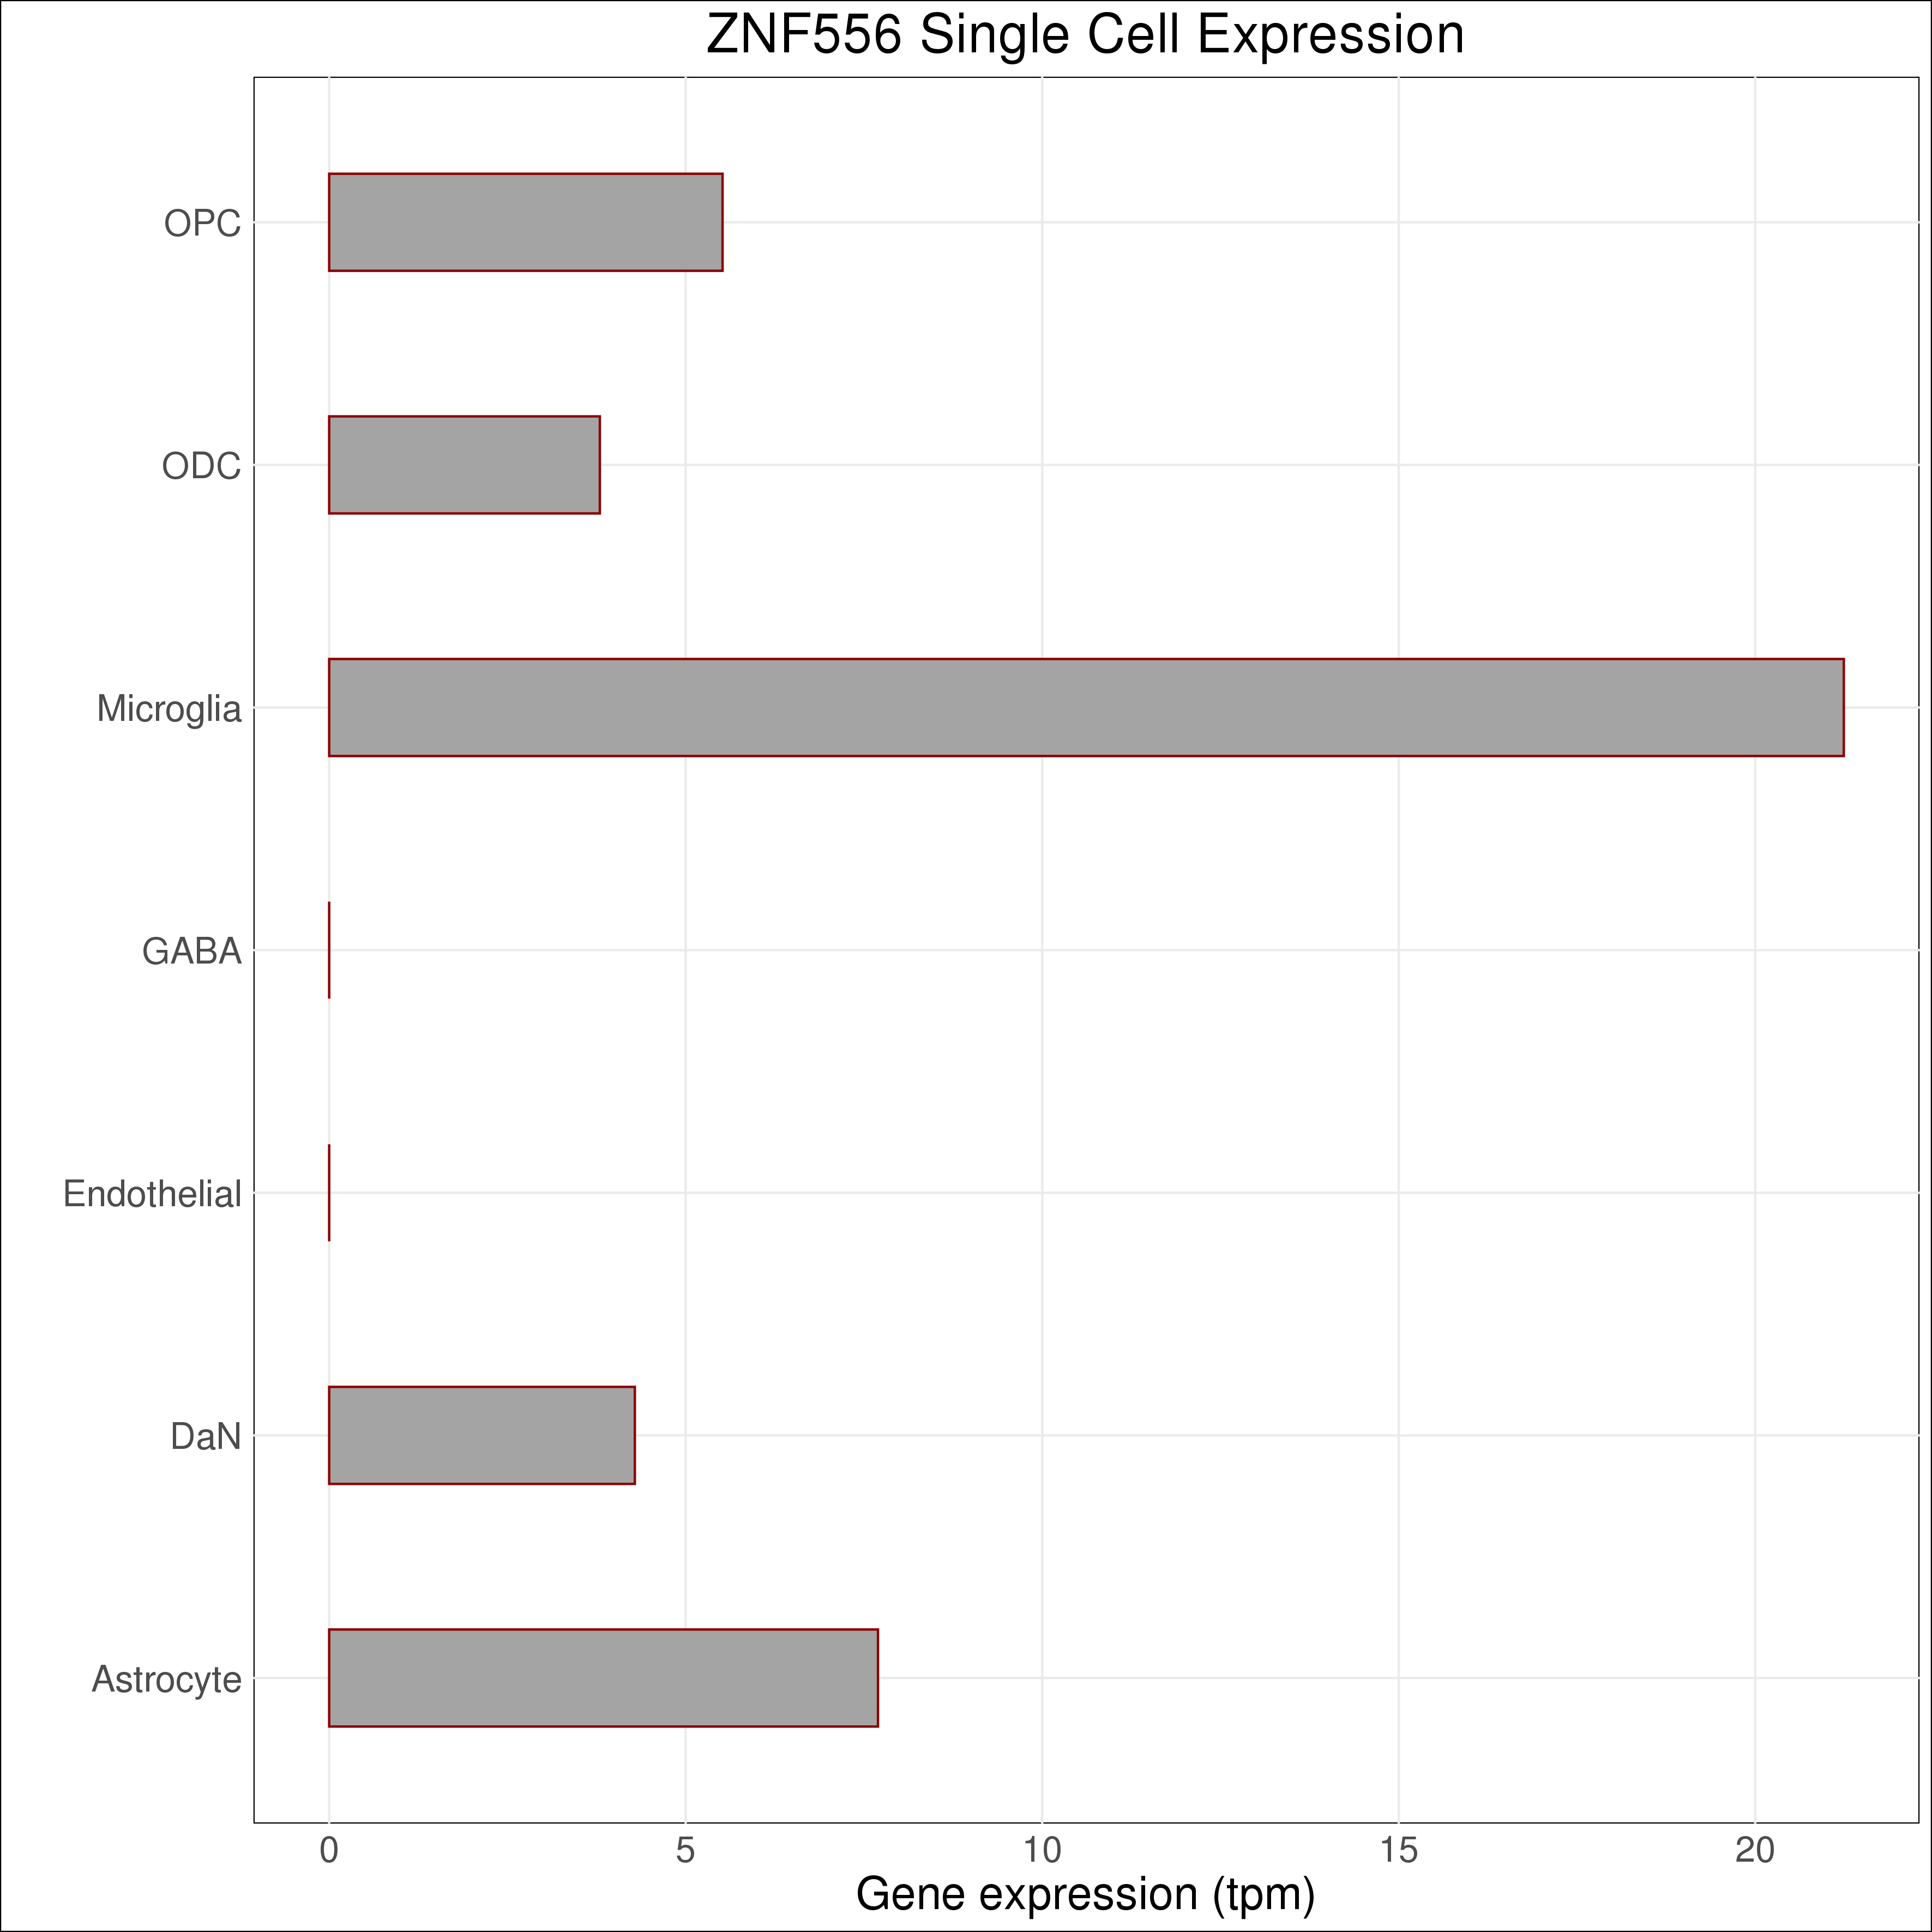 ZNF556 Single Cell Expression
OPC
ODC
Microglia
GABA
Endothelial
DaN
Astrocyte
0 5 10 15 20
Gene expression (tpm)